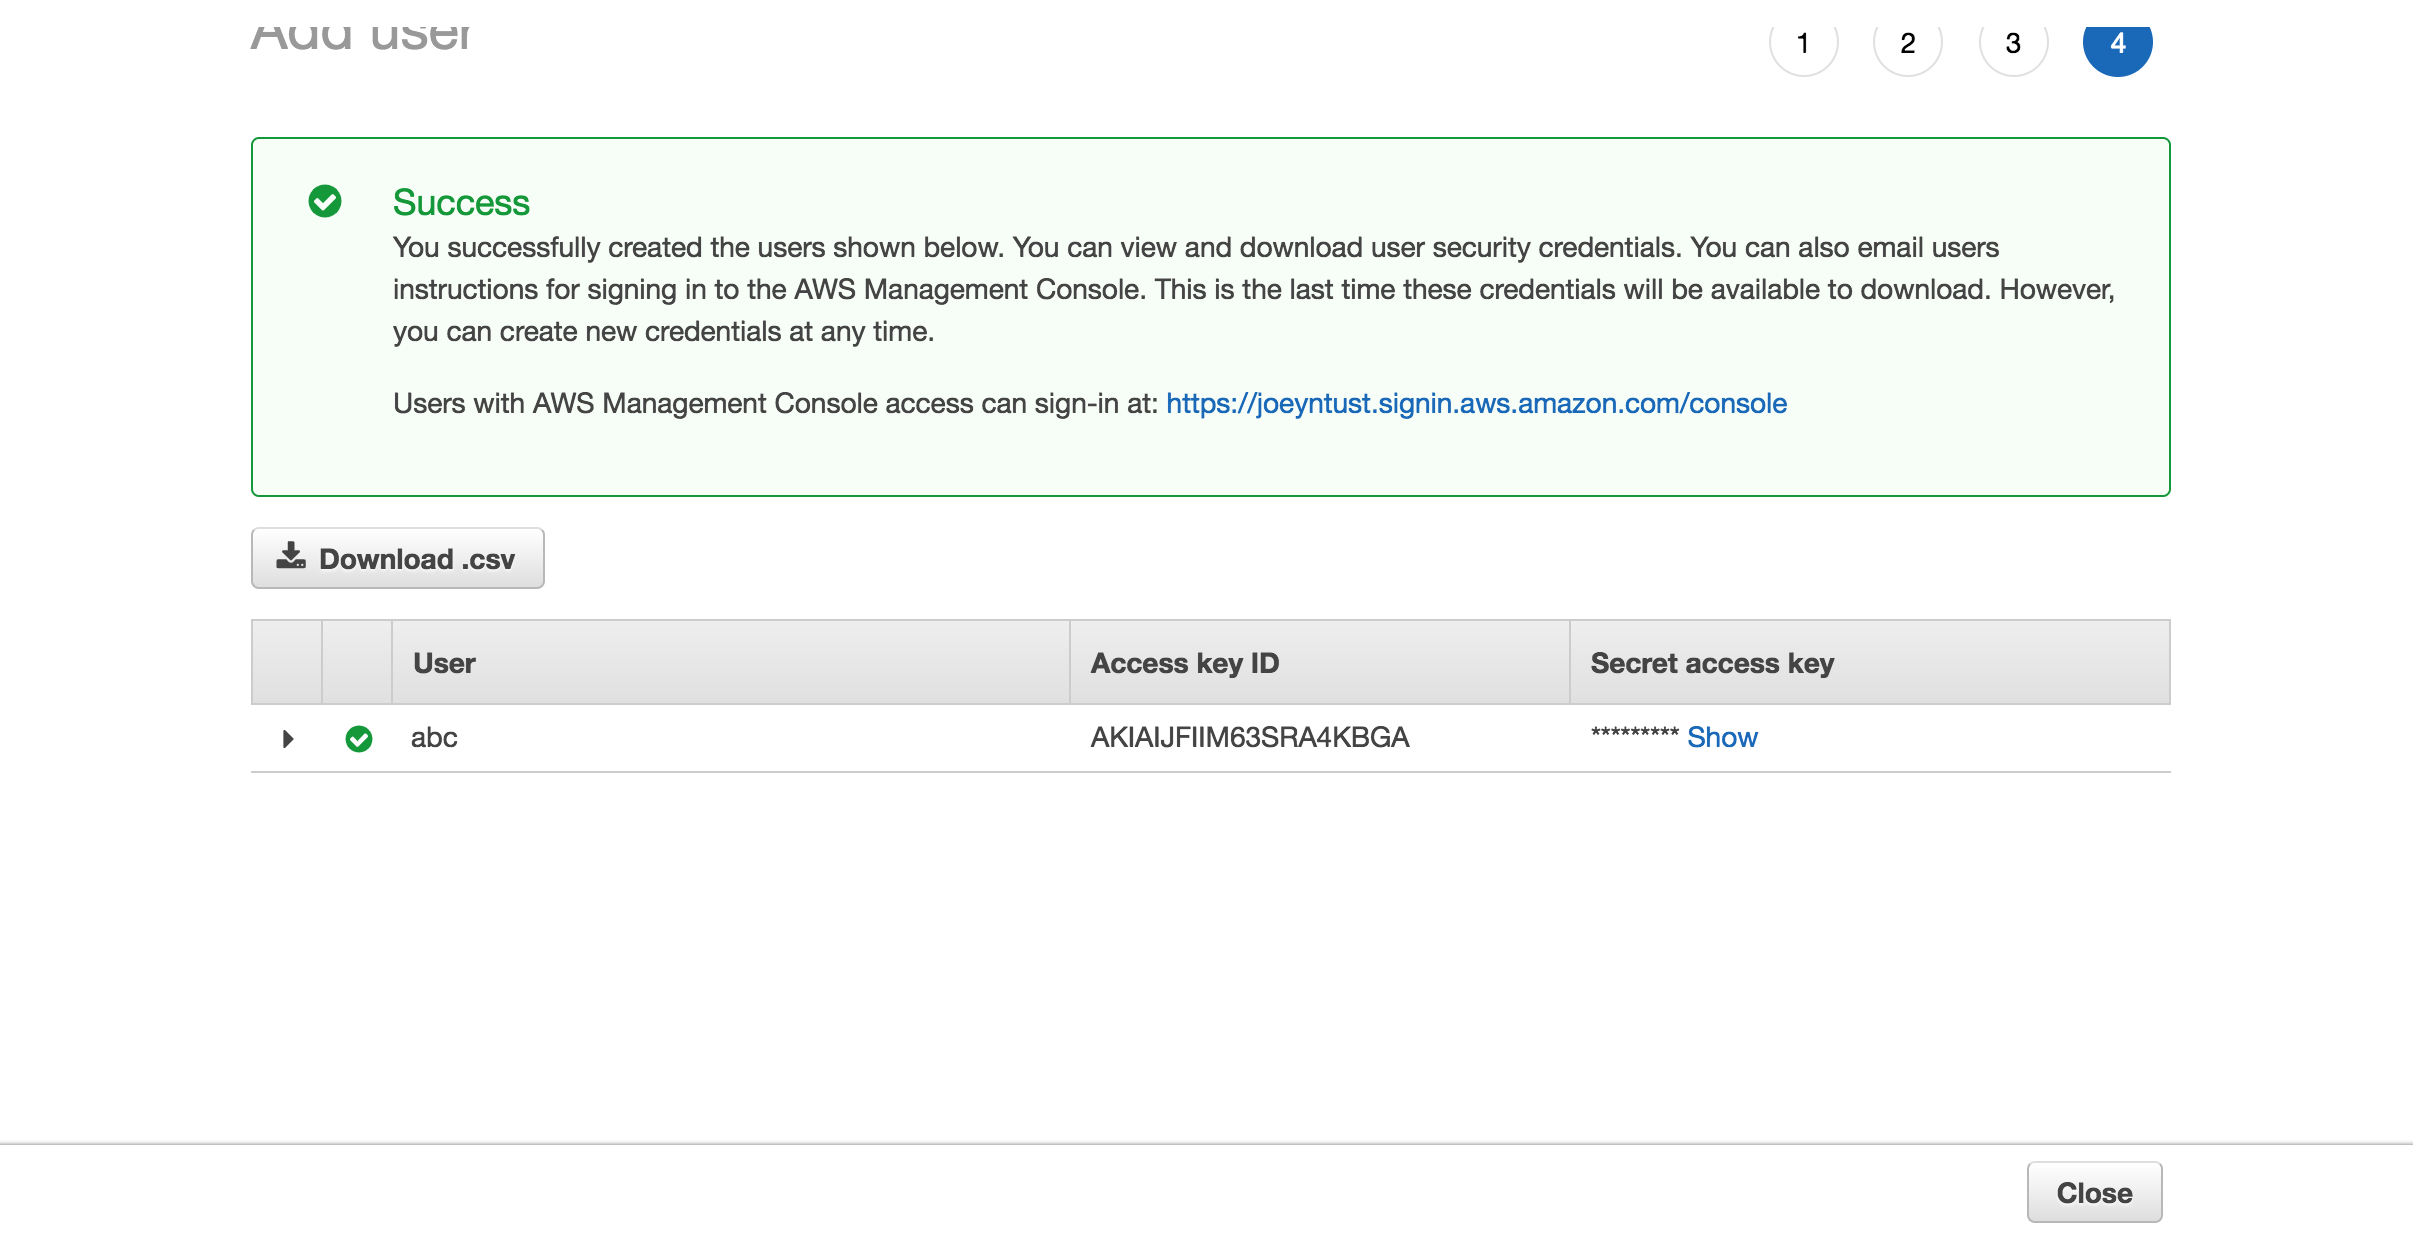 Add user
1 2 3 4
Success
You successfully created the users shown below. You can view and download user security credentials. You can also email users
instructions for signing in to the AWS Management Console. This is the last time these credentials will be available to download. However,
you can create new credentials at any time.
Users with AWS Management Console access can sign-in at: https://joeyntust.signin.aws.amazon.com/console
Download .csv
User Access key ID Secret access key
abc AKIAIJFIIM63SRA4KBGA ********* Show
Close